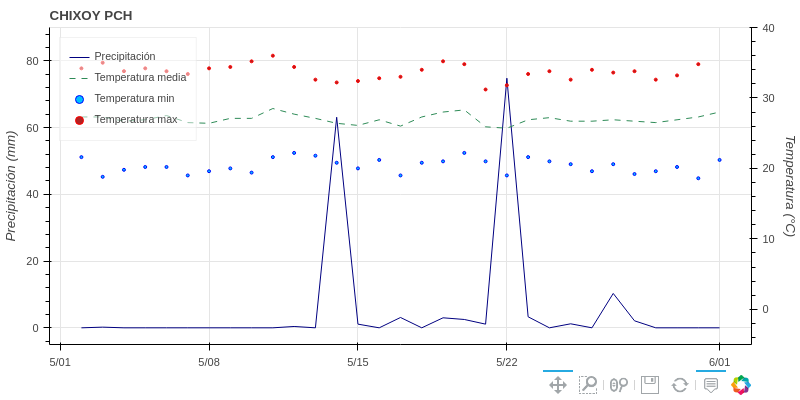 CHIXOY PCH
Precipitación
Temperatura media
Temperatura min
Temperatura max
Precipitación (mm)
80
60
40
20
0
40
30
20
10
0
Temperatura (°C)
5/01
5/08
5/15
5/22
6/01